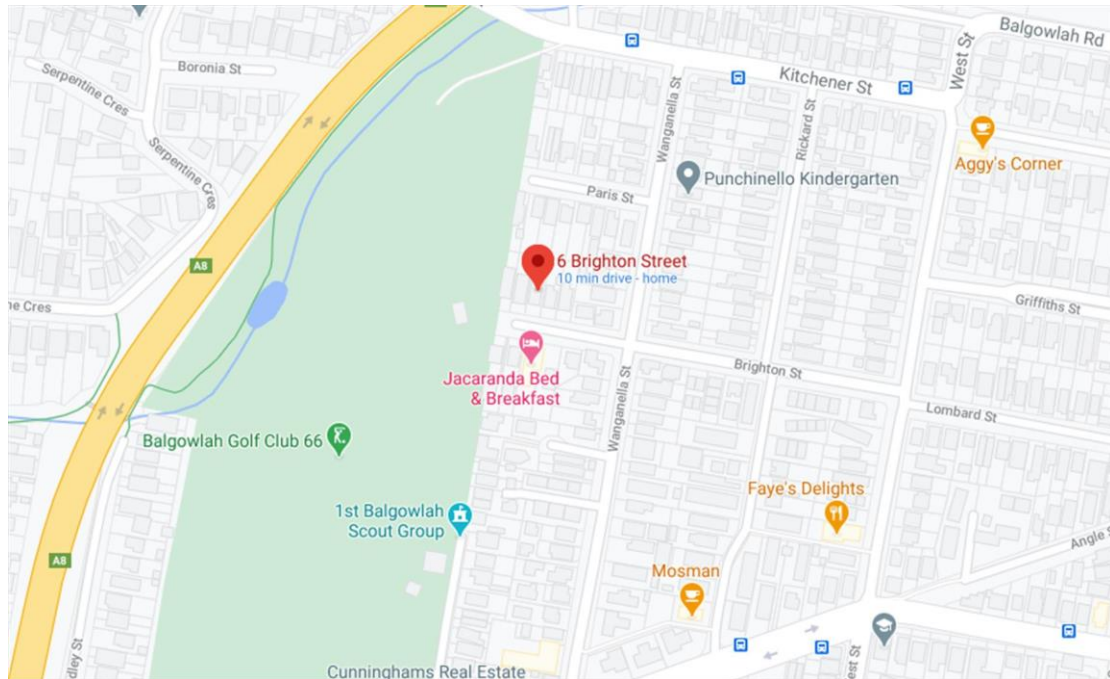 Balgowlah Rd
West St
Boronia St
Kitchener St
Serpentine Cres
Wanganella St
Rickard St
Serpentine Cres
Aggy's Corner
Punchinello Kindergarten
Paris St
6 Brighton Street
10 min drive - home
A8
ne Cres
Griffiths St
Jacaranda Bed
& Breakfast
Brighton St
Wanganella St
Lombard St
Balgowlah Golf Club 66
Faye's Delights
1st Balgowlah
Scout Group
Angle S
A8
Mosman
dley St
est St
Cunninghams Real Estate